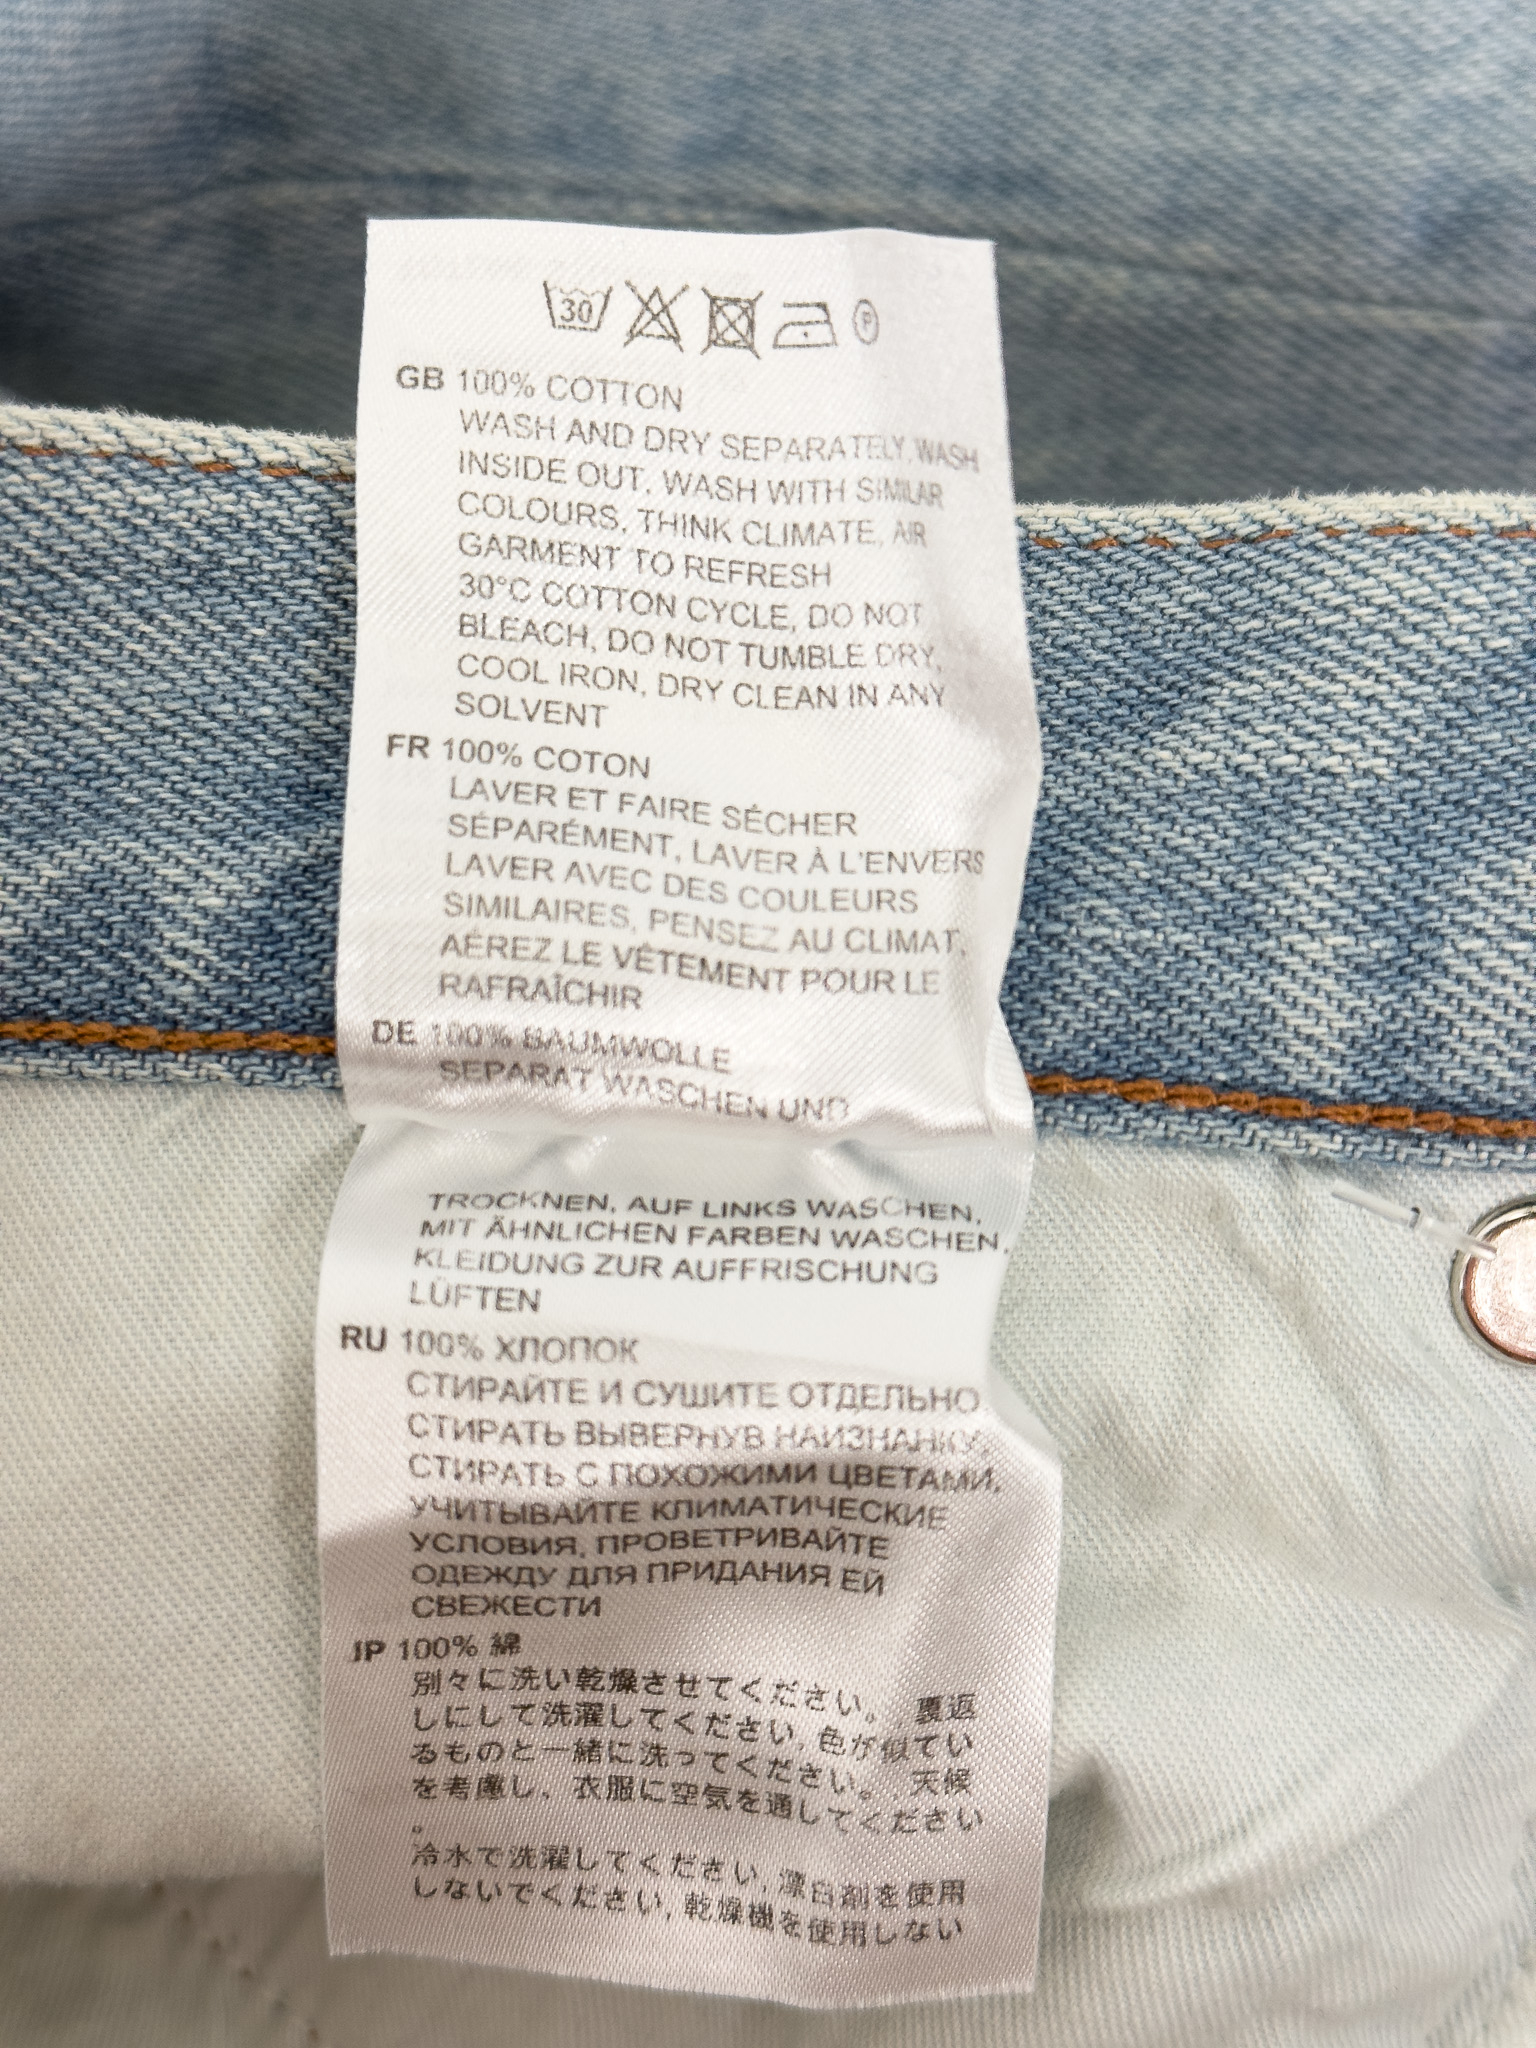 30 P
GB 100% COTTON
WASH AND DRY SEPARATELY, WASH
INSIDE OUT, WASH WITH SIMILAR
COLOURS, THINK CLIMATE, AIR
GARMENT TO REFRESH
30°C COTTON CYCLE, DO NOT
BLEACH, DO NOT TUMBLE DRY,
COOL IRON, DRY CLEAN IN ANY
SOLVENT
FR 100% COTON
LAVER ET FAIRE SÉCHER
SÉPARÉMENT, LAVER À L'ENVERS
LAVER AVEC DES COULEURS
SIMILAIRES, PENSEZ AU CLIMAT,
AÉREZ LE VÊTEMENT POUR LE
RAFRAÎCHIR
DE 100% BAUMWOLLE
SEPARAT WASCHEN UND
TROCKNEN, AUF LINKS WASCHEN,
MIT ÄHNLICHEN FARBEN WASCHEN,
KLEIDUNG ZUR AUFFRISCHUNG
LÜFTEN
RU 100% ХЛОПОК
СТИРАЙТЕ И СУШИТЕ ОТДЕЛЬНО
СТИРАТЬ ВЫВЕРНУВ НАИЗНАНКУ,
СТИРАТЬ С ПОХОЖИМИ ЦВЕТАМИ,
УЧИТЫВАЙТЕ КЛИМАТИЧЕСКИЕ
УСЛОВИЯ, ПРОВЕТРИВАЙТЕ
ОДЕЖДУ ДЛЯ ПРИДАНИЯ ЕЙ
СВЕЖЕСТИ
JP 100% 綿
別々に洗い乾燥させてください。, 裏返
しにして洗濯してください, 色が似てい
るものと一緒に洗ってください。, 天候
を考慮し、衣服に空気を通してください
。
冷水で洗濯してください, 漂白剤を使用
しないでください, 乾燥機を使用しない